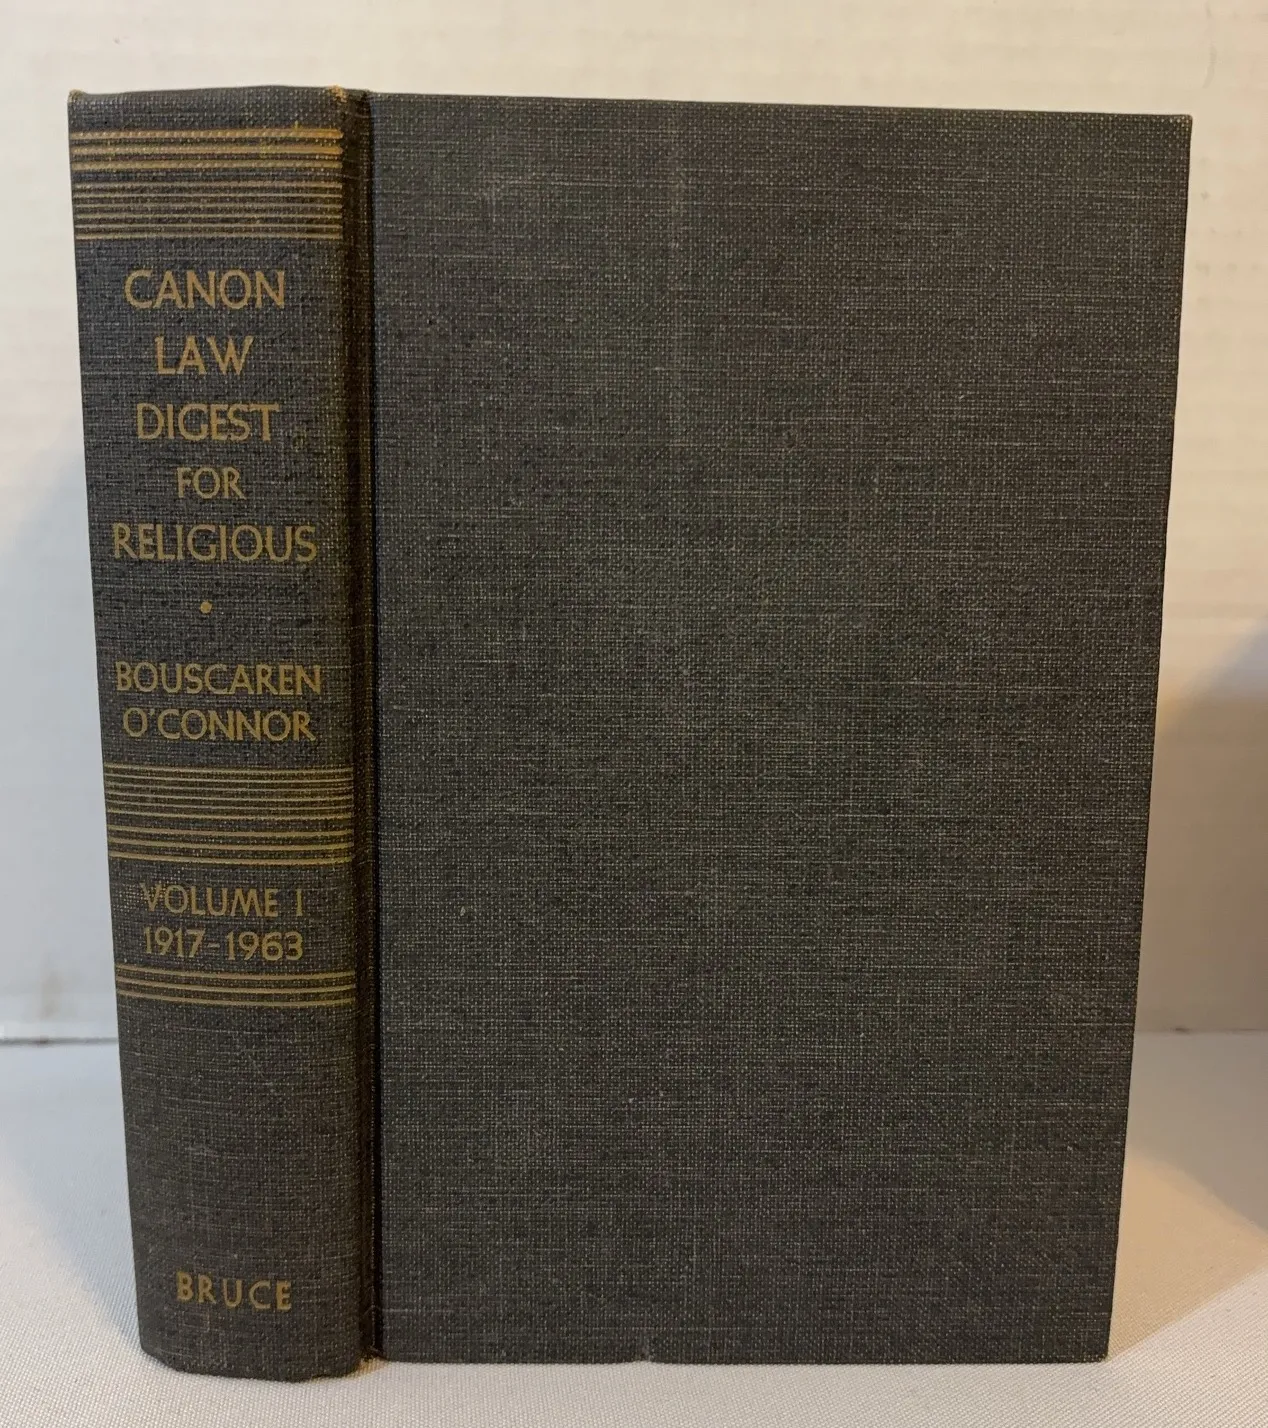 CANON
LAW
DIGEST
FOR
RELIGIOUS
•
BOUSCAREN
O'CONNOR
VOLUME I
1917-1963
BRUCE